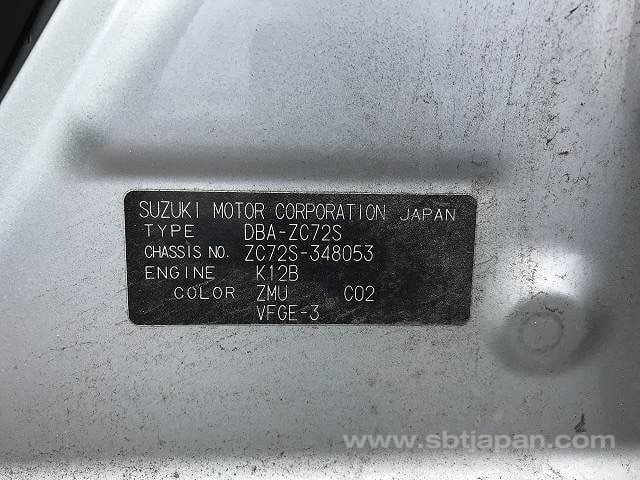 SUZUKI MOTOR CORPORATION JAPAN
TYPE DBA-ZC72S
CHASSIS NO. ZC72S-348053
ENGINE K12B
COLOR ZMU C02
VFGE-3
www.sbtjapan.com